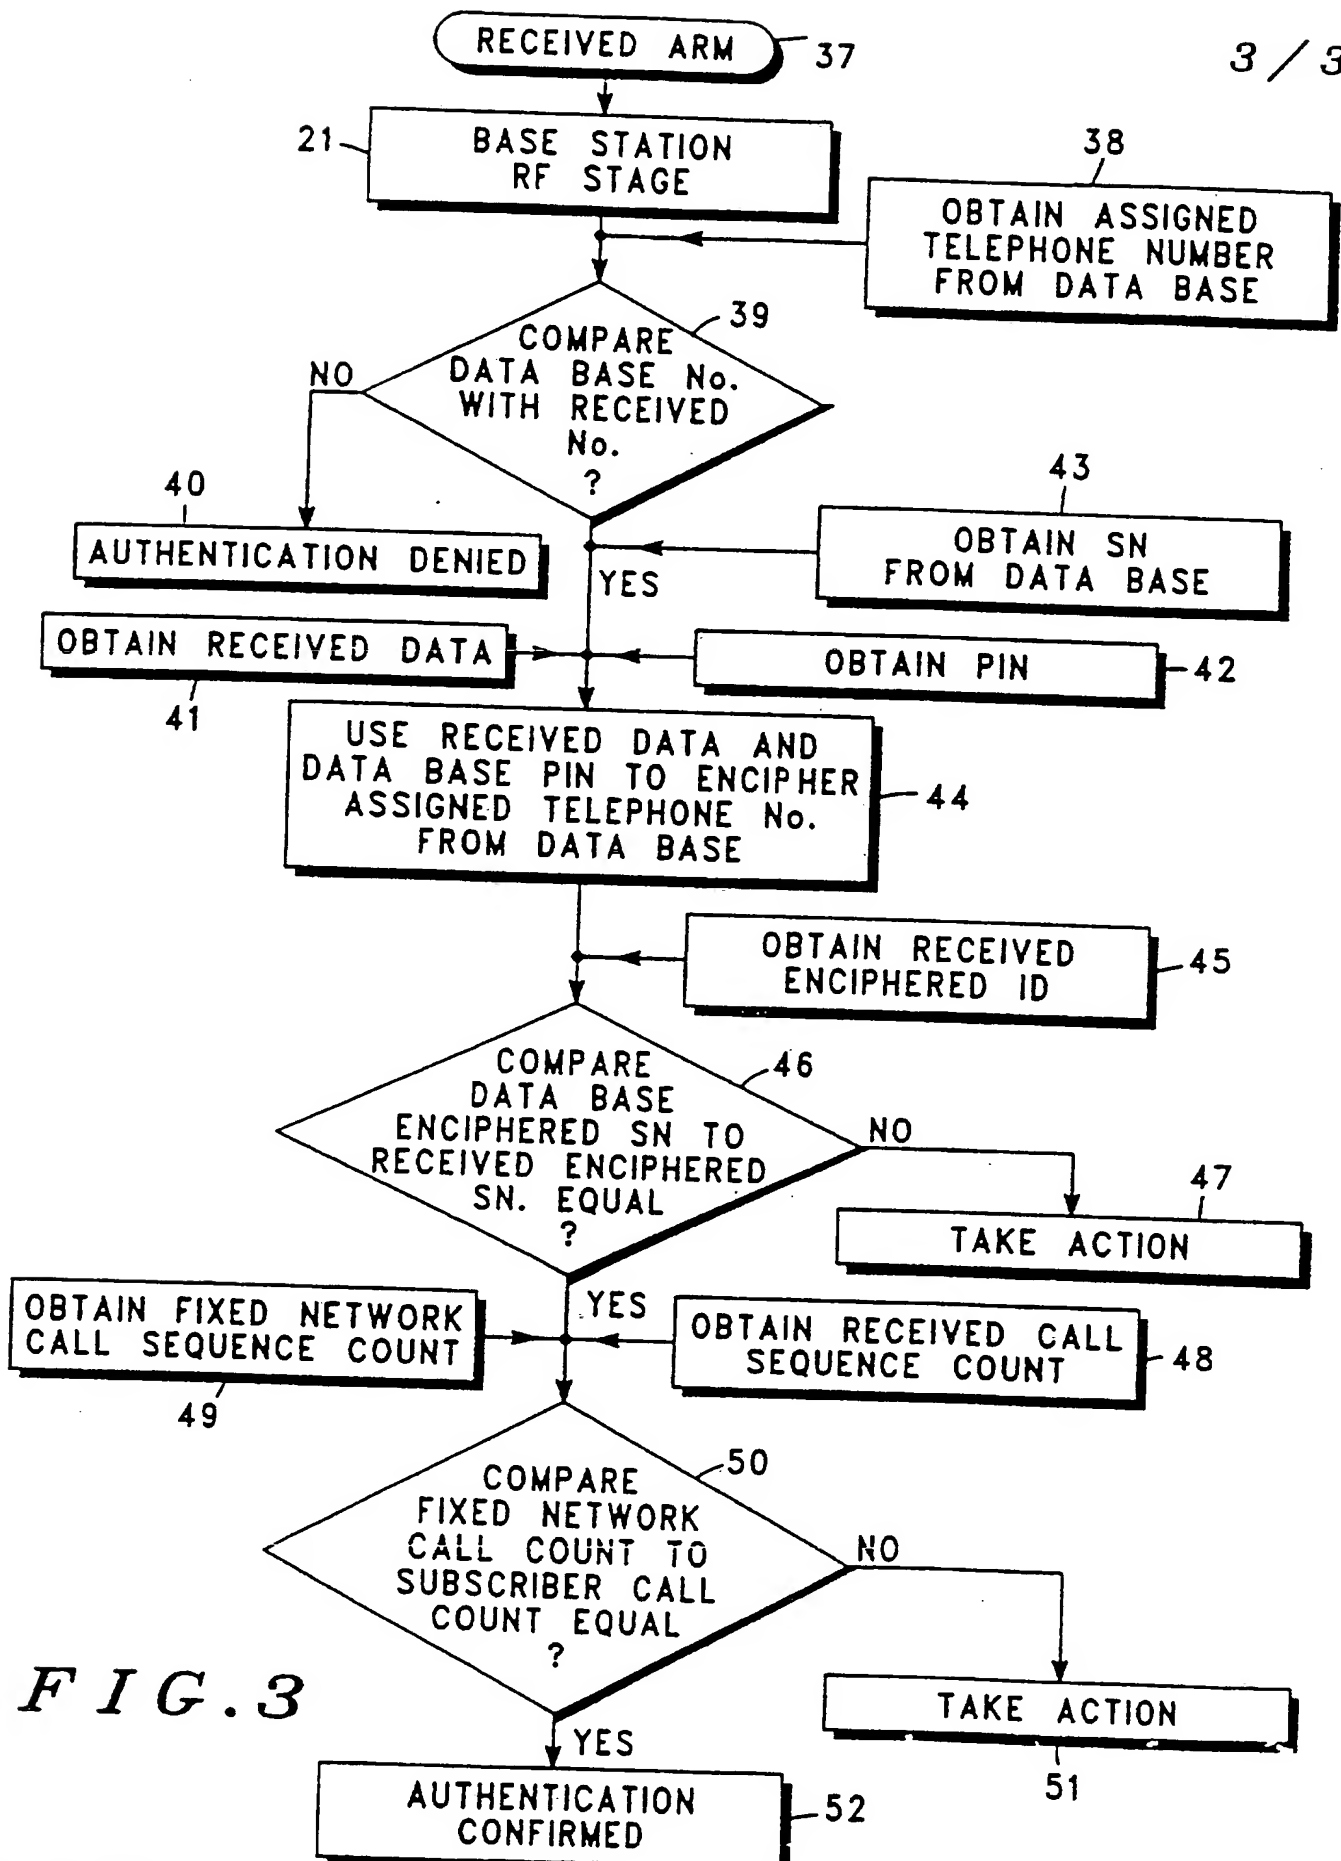 RECEIVED ARM
37
3/3
21
BASE STATION
RF STAGE
38
OBTAIN ASSIGNED
TELEPHONE NUMBER
FROM DATA BASE
39
COMPARE
DATA BASE No.
WITH RECEIVED
No.
?
NO
40
AUTHENTICATION DENIED
43
OBTAIN SN
FROM DATA BASE
YES
OBTAIN RECEIVED DATA
41
OBTAIN PIN
42
USE RECEIVED DATA AND
DATA BASE PIN TO ENCIPHER
ASSIGNED TELEPHONE No.
FROM DATA BASE
44
OBTAIN RECEIVED
ENCIPHERED ID
45
COMPARE
DATA BASE
ENCIPHERED SN TO
RECEIVED ENCIPHERED
SN. EQUAL
?
46
NO
47
TAKE ACTION
YES
OBTAIN FIXED NETWORK
CALL SEQUENCE COUNT
49
OBTAIN RECEIVED CALL
SEQUENCE COUNT
48
50
COMPARE
FIXED NETWORK
CALL COUNT TO
SUBSCRIBER CALL
COUNT EQUAL
?
NO
TAKE ACTION
51
FIG.3
YES
AUTHENTICATION
CONFIRMED
52